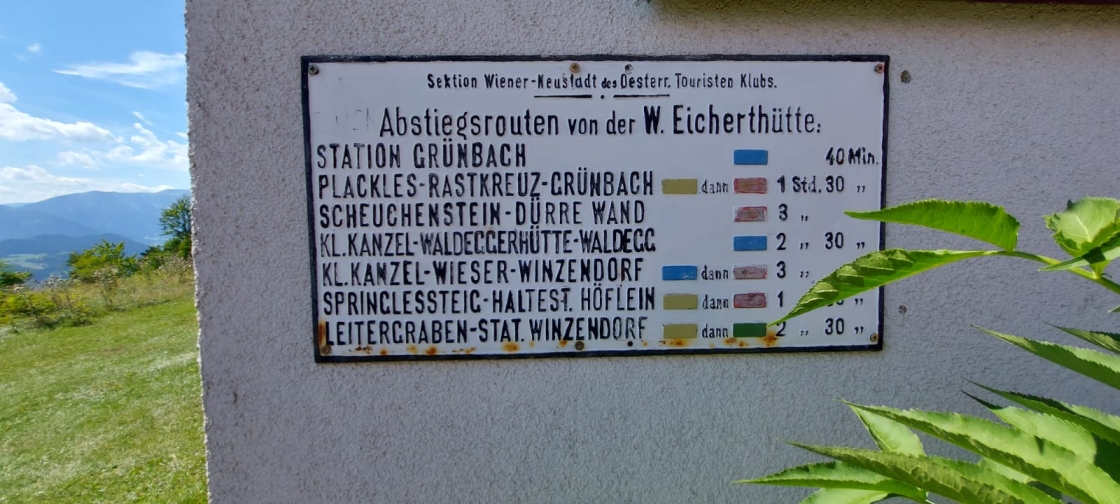 Sektion Wiener-Neustadt des Oesterr. Touristen Klubs.
Abstiegsrouten von der W. Eicherthütte:
STATION GRÜNBACH 40 Min.
PLACKLES-RASTKREUZ-GRÜNBACH dann 1 Std. 30 „
SCHEUCHENSTEIN-DÜRRE WAND 3 „
KL. KANZEL-WALDEGGERHÜTTE-WALDEGG 2 „ 30 „
KL. KANZEL-WIESER-WINZENDORF dann 3 „
SPRINGLESSTEIG-HALTEST. HÖFLEIN dann 1 „
LEITERGRABEN-STAT. WINZENDORF dann 2 „ 30 „